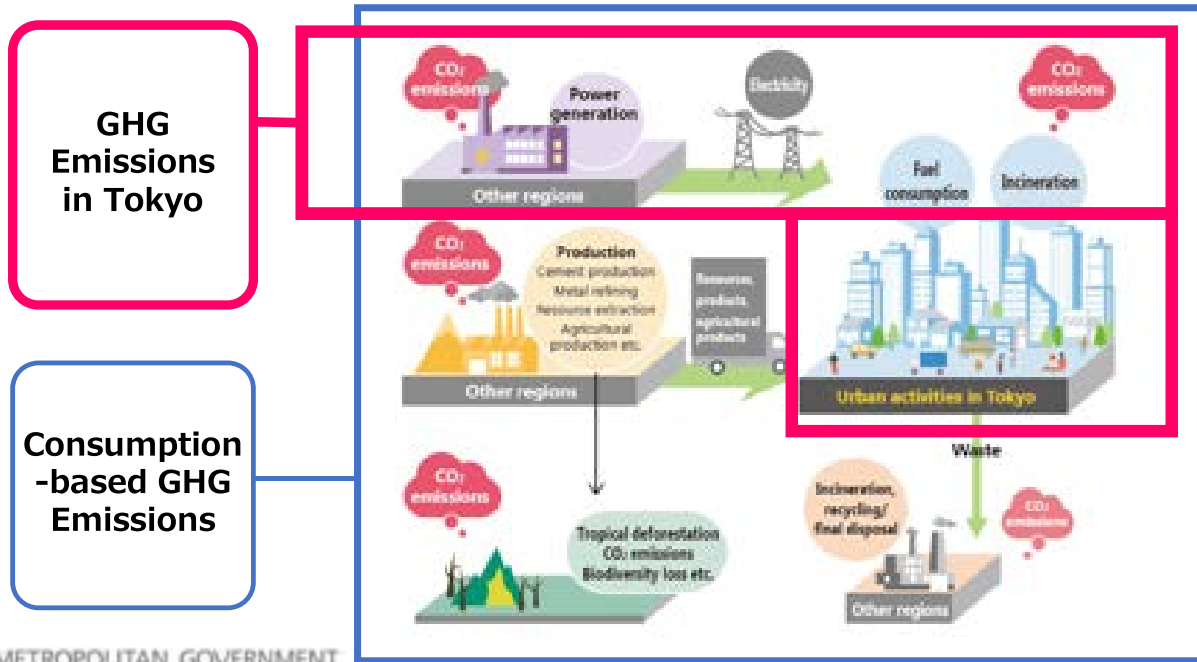 GHG
Emissions
in Tokyo
Consumption
-based GHG
Emissions
CO₂
emissions
Power
generation
Other regions
Electricity
CO₂
emissions
Fuel
consumption
Incineration
CO₂
emissions
Production
Cement production
Metal refining
Resource extraction
Agricultural
production etc.
Other regions
Resources,
products,
agricultural
products
Urban activities in Tokyo
CO₂
emissions
Tropical deforestation
CO₂ emissions
Biodiversity loss etc.
Waste
Incineration,
recycling/
final disposal
CO₂
emissions
Other regions
METROPOLITAN GOVERNMENT